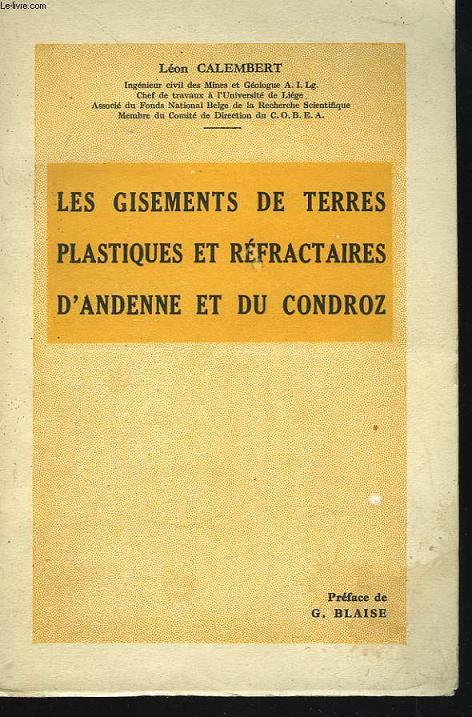 Le-livre.com
Léon CALEMBERT
Ingénieur civil des Mines et Géologue A. I. Lg.
Chef de travaux à l'Université de Liége
Associé du Fonds National Belge de la Recherche Scientifique
Membre du Comité de Direction du C. O. B. E. A.
LES GISEMENTS DE TERRES
PLASTIQUES ET RÉFRACTAIRES
D'ANDENNE ET DU CONDROZ
Préface de
G. BLAISE